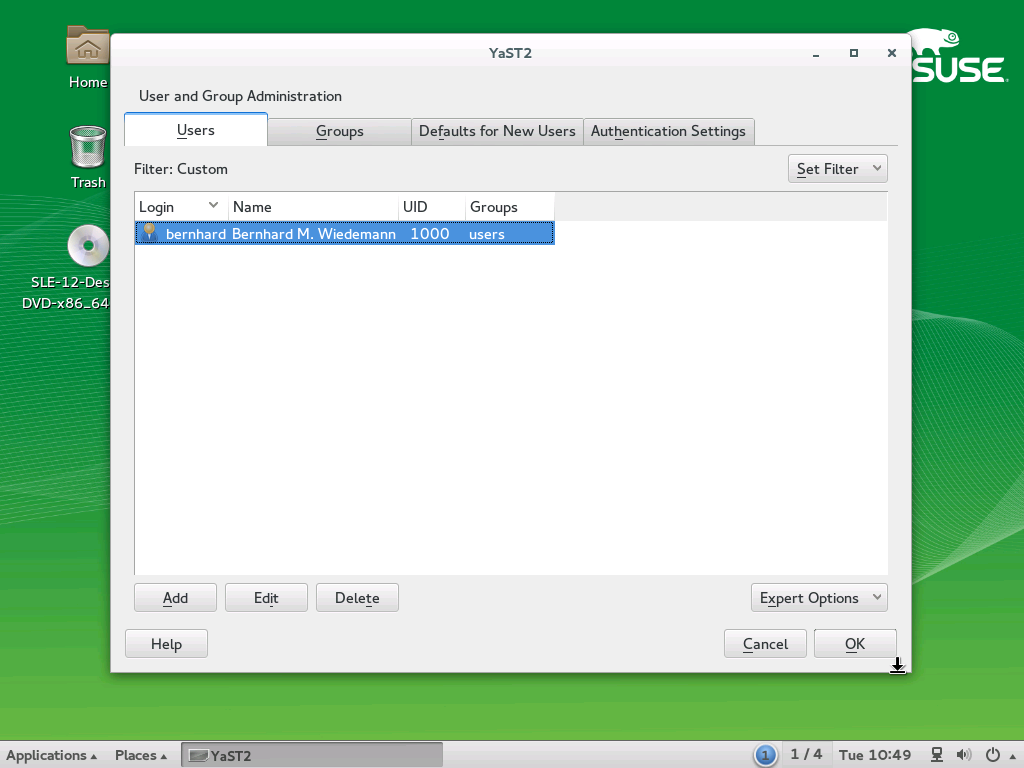 YaST2
SUSE
Home
User and Group Administration
Users Groups Defaults for New Users Authentication Settings
Filter: Custom Set Filter
Trash
Login Name UID Groups
bernhard Bernhard M. Wiedemann 1000 users
SLE-12-Des
DVD-x86_64
Add Edit Delete Expert Options
Help Cancel OK
Applications Places YaST2 1 1 / 4 Tue 10:49